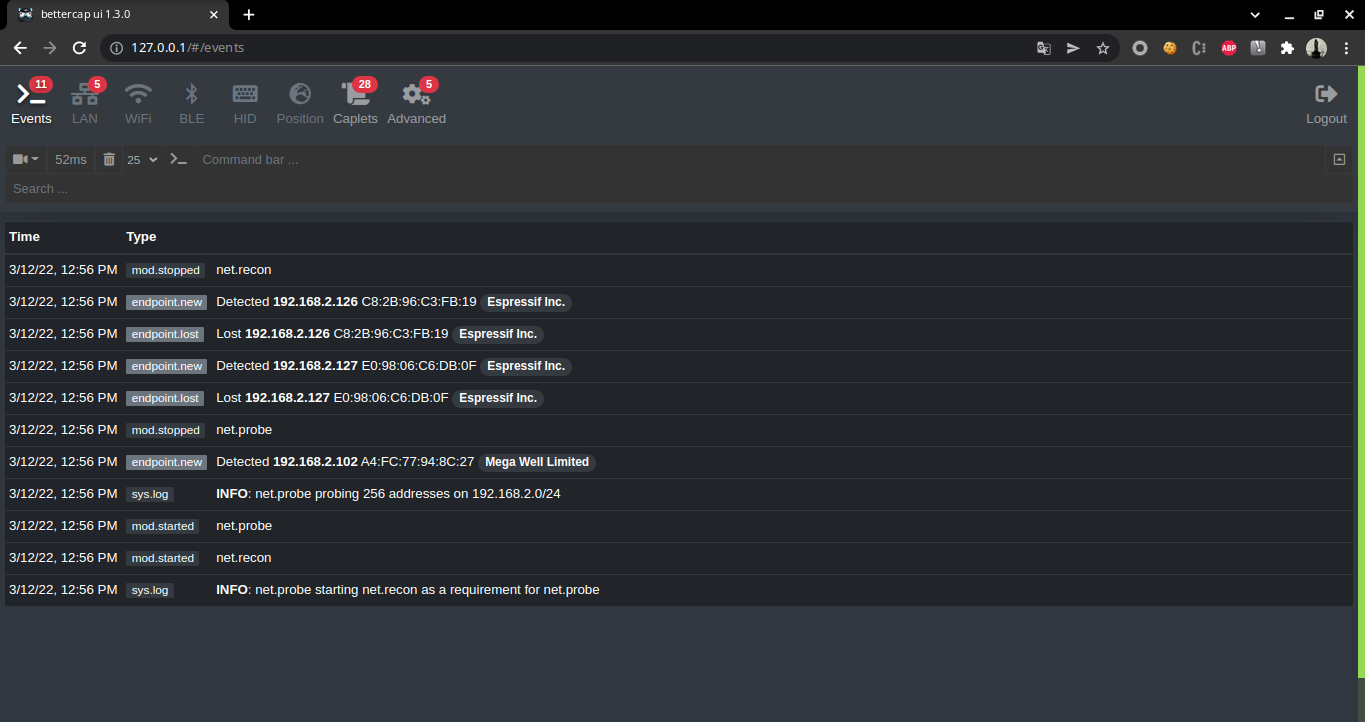 bettercap ui 1.3.0
127.0.0.1/#/events
ABP
11 5 28 5
Events LAN WiFi BLE HID Position Caplets Advanced Logout
52ms 25 Command bar ...
Search ...
Time Type
3/12/22, 12:56 PM mod.stopped net.recon
3/12/22, 12:56 PM endpoint.new Detected 192.168.2.126 C8:2B:96:C3:FB:19 Espressif Inc.
3/12/22, 12:56 PM endpoint.lost Lost 192.168.2.126 C8:2B:96:C3:FB:19 Espressif Inc.
3/12/22, 12:56 PM endpoint.new Detected 192.168.2.127 E0:98:06:C6:DB:0F Espressif Inc.
3/12/22, 12:56 PM endpoint.lost Lost 192.168.2.127 E0:98:06:C6:DB:0F Espressif Inc.
3/12/22, 12:56 PM mod.stopped net.probe
3/12/22, 12:56 PM endpoint.new Detected 192.168.2.102 A4:FC:77:94:8C:27 Mega Well Limited
3/12/22, 12:56 PM sys.log INFO: net.probe probing 256 addresses on 192.168.2.0/24
3/12/22, 12:56 PM mod.started net.probe
3/12/22, 12:56 PM mod.started net.recon
3/12/22, 12:56 PM sys.log INFO: net.probe starting net.recon as a requirement for net.probe